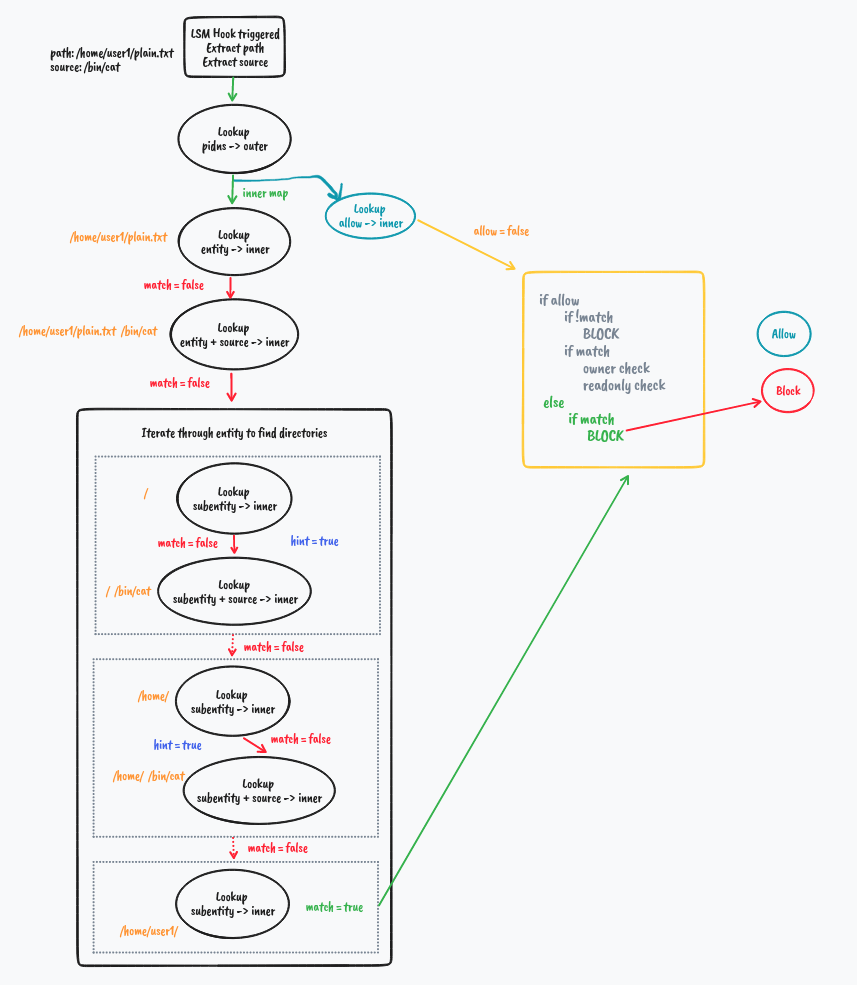 LSM Hook triggered
Extract path
Extract source
path: /home/user1/plain.txt
source: /bin/cat
Lookup
pidns -> outer
inner map
Lookup
allow -> inner
allow = false
/home/user1/plain.txt
Lookup
entity -> inner
match = false
/home/user1/plain.txt /bin/cat
Lookup
entity + source -> inner
match = false
if allow
if !match
BLOCK
if match
owner check
readonly check
else
if match
BLOCK
Allow
Block
Iterate through entity to find directories
/
Lookup
subentity -> inner
match = false
hint = true
/ /bin/cat
Lookup
subentity + source -> inner
match = false
/home/
Lookup
subentity -> inner
hint = true
match = false
/home/ /bin/cat
Lookup
subentity + source -> inner
match = false
Lookup
subentity -> inner
match = true
/home/user1/